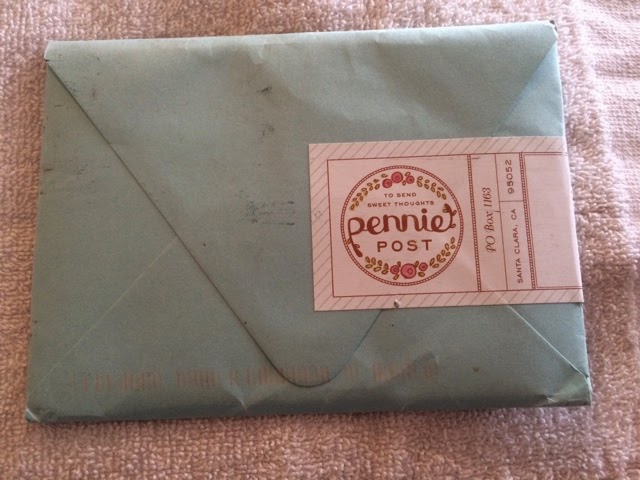 TO SEND
SWEET THOUGHTS
pennie
POST
PO Box 1163
SANTA CLARA, CA 95052